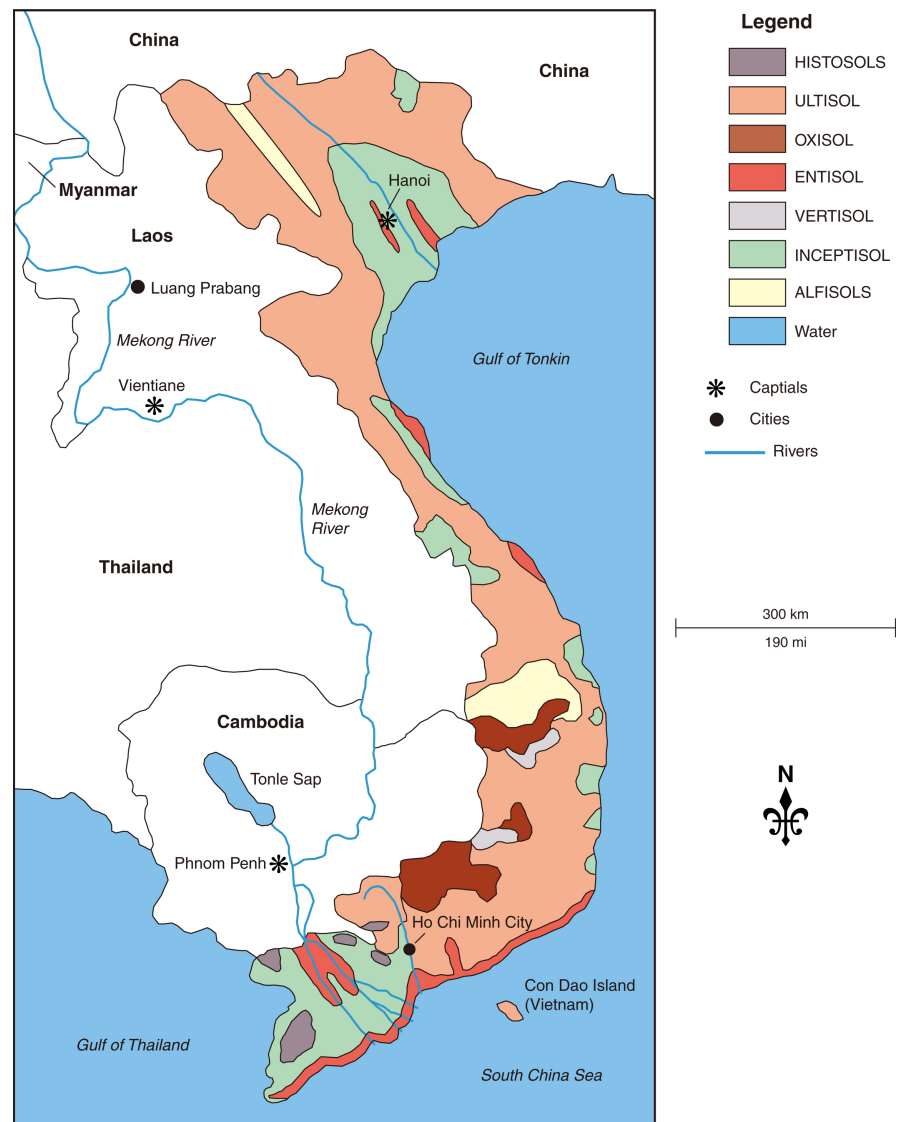 China
China
Myanmar
Hanoi
Laos
Luang Prabang
Mekong River
Gulf of Tonkin
Vientiane
Mekong
River
Thailand
Cambodia
Tonle Sap
Phnom Penh
Ho Chi Minh City
Con Dao Island
(Vietnam)
Gulf of Thailand
South China Sea
Legend
HISTOSOLS
ULTISOL
OXISOL
ENTISOL
VERTISOL
INCEPTISOL
ALFISOLS
Water
Captials
Cities
Rivers
300 km
190 mi
N